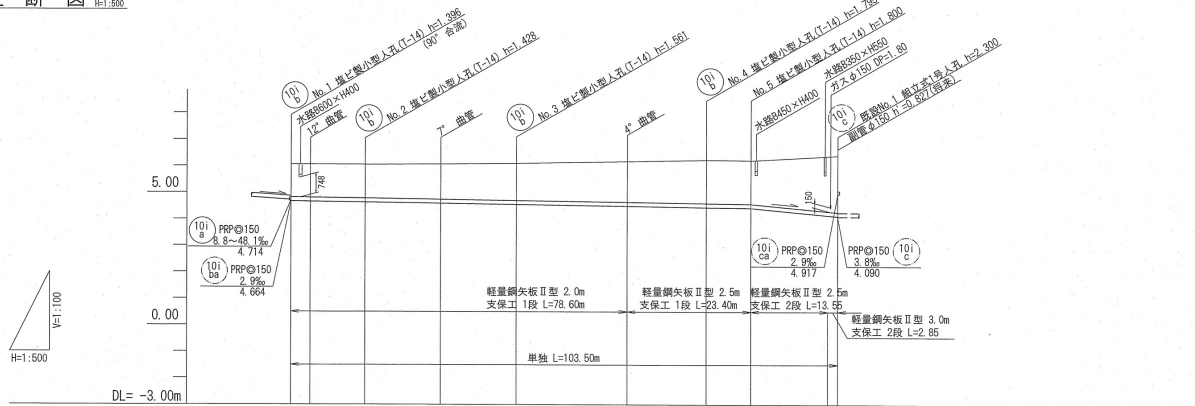 断 図
H=1:500
10i b
No.1 塩ビ製小型人孔(T-14) h=1.396
(90° 合流)
水路B600×H400
12° 曲管
10i b
No.2 塩ビ製小型人孔(T-14) h=1.428
7° 曲管
10i b
No.3 塩ビ製小型人孔(T-14) h=1.561
4° 曲管
10i b
No.4 塩ビ製小型人孔(T-14)
No.5 塩ビ製小型人孔(T-14) h=1.800
水路B450×H400
水路B350×H550
ガスφ150 DP=1.80
10i c
既設No.1 組立式1号人孔 h=2.300
副管φ150 h'=0.827(将来)
748
150
5.00
10i a
PRP◎150
8.8～48.1‰
4.714
10i ba
PRP◎150
2.9‰
4.664
10i ca
PRP◎150
2.9‰
4.917
PRP◎150
3.8‰
4.090
10i c
軽量鋼矢板Ⅱ型 2.0m
支保工 1段 L=78.60m
軽量鋼矢板Ⅱ型 2.5m
支保工 1段 L=23.40m
軽量鋼矢板Ⅱ型 2.5m
支保工 2段 L=13.55
軽量鋼矢板Ⅱ型 3.0m
支保工 2段 L=2.85
0.00
V=1:100
H=1:500
単独 L=103.50m
DL= -3.00m